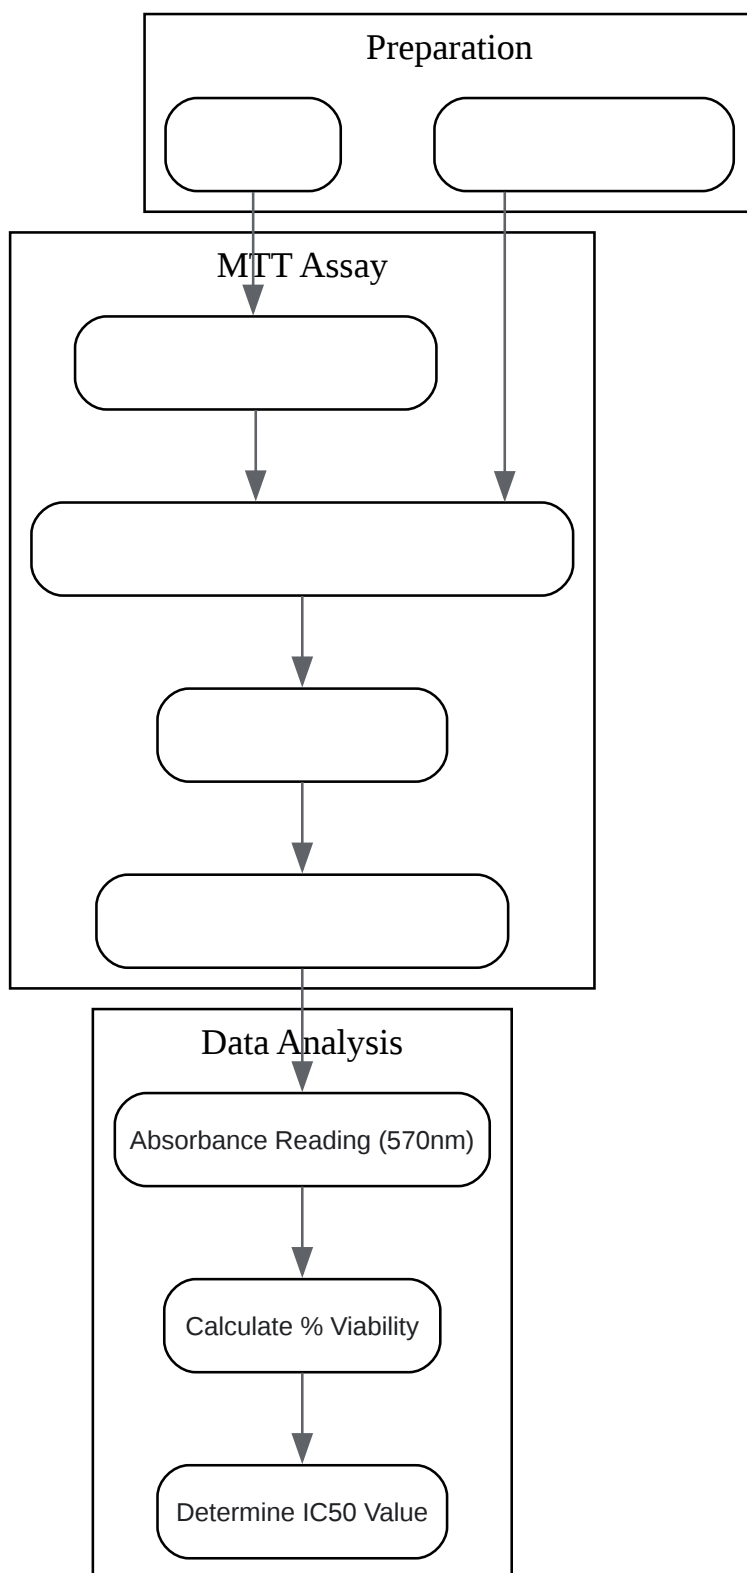 Preparation
MTT Assay
Data Analysis
Absorbance Reading (570nm)
Calculate % Viability
Determine IC50 Value